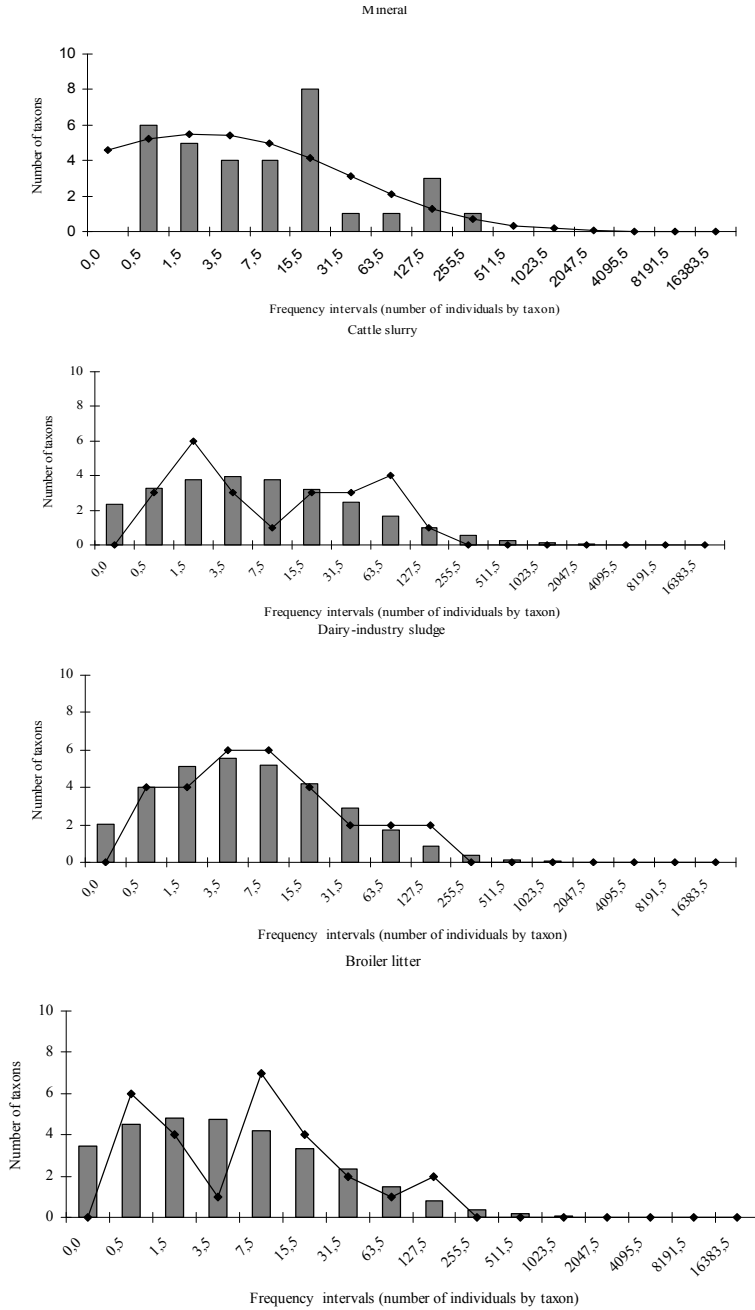 Mineral
10
8
6
4
2
0
Number of taxons
0,0 0,5 1,5 3,5 7,5 15,5 31,5 63,5 127,5 255,5 511,5 1023,5 2047,5 4095,5 8191,5 16383,5
Frequency intervals (number of individuals by taxon)
Cattle slurry
10
8
6
4
2
0
Number of taxons
0,0 0,5 1,5 3,5 7,5 15,5 31,5 63,5 127,5 255,5 511,5 1023,5 2047,5 4095,5 8191,5 16383,5
Frequency intervals (number of individuals by taxon)
Dairy-industry sludge
10
8
6
4
2
0
Number of taxons
0,0 0,5 1,5 3,5 7,5 15,5 31,5 63,5 127,5 255,5 511,5 1023,5 2047,5 4095,5 8191,5 16383,5
Frequency intervals (number of individuals by taxon)
Broiler litter
10
8
6
4
2
0
Number of taxons
0,0 0,5 1,5 3,5 7,5 15,5 31,5 63,5 127,5 255,5 511,5 1023,5 2047,5 4095,5 8191,5 16383,5
Frequency intervals (number of individuals by taxon)